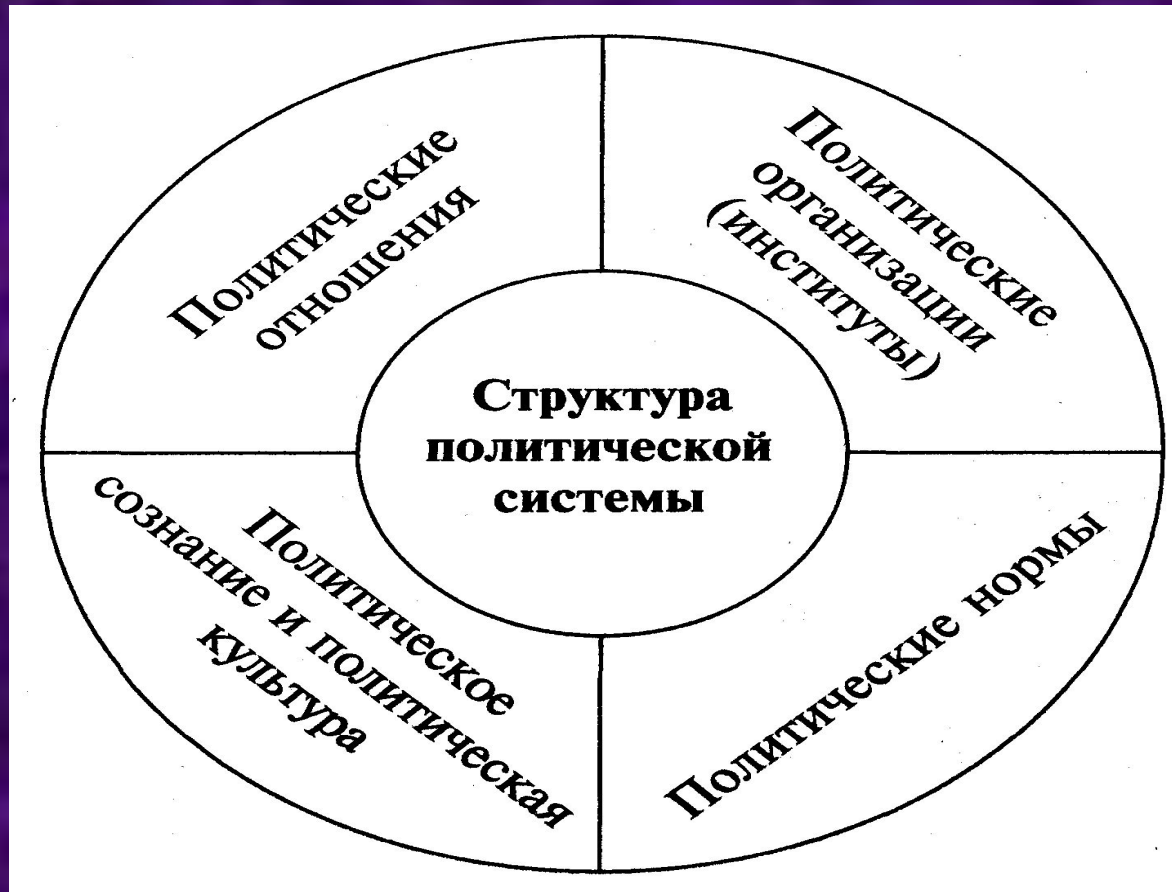 Политические
отношения
Политические
организации
(институты)
Структура
политической
системы
Политическое
сознание и политическая
культура
Политические нормы